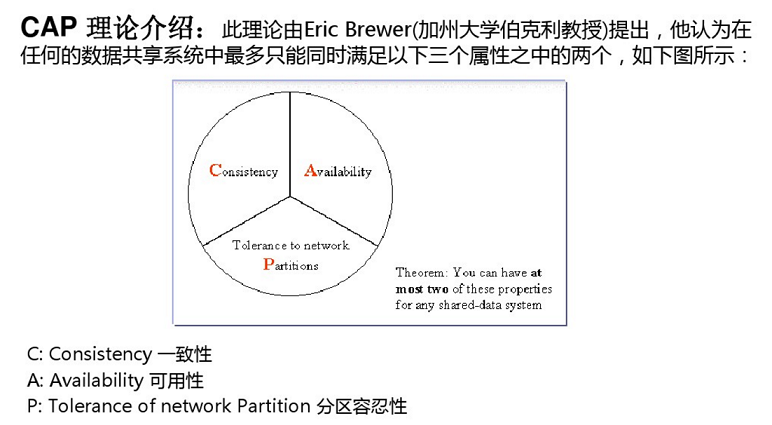 CAP 理论介绍：此理论由Eric Brewer(加州大学伯克利教授)提出，他认为在
任何的数据共享系统中最多只能同时满足以下三个属性之中的两个，如下图所示：
Consistency
Availability
Tolerance to network
Partitions
Theorem: You can have at
most two of these properties
for any shared-data system
C: Consistency 一致性
A: Availability 可用性
P: Tolerance of network Partition 分区容忍性